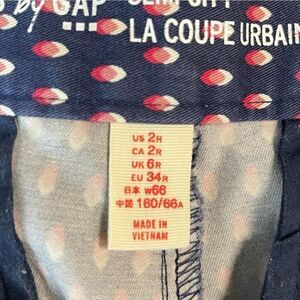 by GAP
LA COUPE URBAIN
US 2R
CA 2R
UK 6R
EU 34R
日本 W66
中国 160/66A
MADE IN
VIETNAM